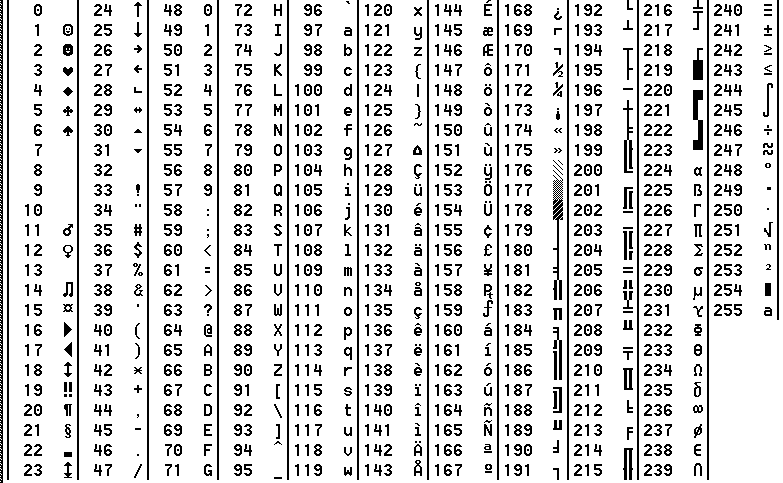 0 24 ↑ 48 0 72 H 96 ` 120 x 144 É 168 ¿ 192 └ 216 ╪ 240 ≡
1 ☺ 25 ↓ 49 1 73 I 97 a 121 y 145 æ 169 ⌐ 193 ┴ 217 ┘ 241 ±
2 ☻ 26 → 50 2 74 J 98 b 122 z 146 Æ 170 ¬ 194 ┬ 218 ┌ 242 ≥
3 ♥ 27 ← 51 3 75 K 99 c 123 { 147 ô 171 ½ 195 ├ 219 █ 243 ≤
4 ♦ 28 ∟ 52 4 76 L 100 d 124 | 148 ö 172 ¼ 196 ─ 220 ▄ 244 ⌠
5 ♣ 29 ↔ 53 5 77 M 101 e 125 } 149 ò 173 ¡ 197 ┼ 221 ▌ 245 ⌡
6 ♠ 30 ▲ 54 6 78 N 102 f 126 ~ 150 û 174 « 198 ╞ 222 ▐ 246 ÷
7 31 ▼ 55 7 79 O 103 g 127 ⌂ 151 ù 175 » 199 ╟ 223 ▀ 247 ≈
8 32 56 8 80 P 104 h 128 Ç 152 ÿ 176 ░ 200 ╚ 224 α 248 °
9 33 ! 57 9 81 Q 105 i 129 ü 153 Ö 177 ▒ 201 ╔ 225 ß 249 ∙
10 34 " 58 : 82 R 106 j 130 é 154 Ü 178 ▓ 202 ╩ 226 Γ 250 ·
11 ♂ 35 # 59 ; 83 S 107 k 131 â 155 ¢ 179 │ 203 ╦ 227 π 251 √
12 ♀ 36 $ 60 < 84 T 108 l 132 ä 156 £ 180 ┤ 204 ╠ 228 Σ 252 ⁿ
13 37 % 61 = 85 U 109 m 133 à 157 ¥ 181 ╡ 205 ═ 229 σ 253 ²
14 ♫ 38 & 62 > 86 V 110 n 134 å 158 ₧ 182 ╢ 206 ╬ 230 µ 254 ■
15 ☼ 39 ' 63 ? 87 W 111 o 135 ç 159 ƒ 183 ╖ 207 ╧ 231 ϒ 255 a
16 ► 40 ( 64 @ 88 X 112 p 136 ê 160 á 184 ╕ 208 ╨ 232 Φ
17 ◄ 41 ) 65 A 89 Y 113 q 137 ë 161 í 185 ╣ 209 ╤ 233 θ
18 ↕ 42 * 66 B 90 Z 114 r 138 è 162 ó 186 ║ 210 ╥ 234 Ω
19 ‼ 43 + 67 C 91 [ 115 s 139 ï 163 ú 187 ╗ 211 ╙ 235 δ
20 ¶ 44 , 68 D 92 \ 116 t 140 î 164 ñ 188 ╝ 212 ╘ 236 ∞
21 § 45 - 69 E 93 ] 117 u 141 ì 165 Ñ 189 ╜ 213 ╒ 237 ø
22 ▬ 46 . 70 F 94 ^ 118 v 142 Ä 166 ª 190 ╛ 214 ╓ 238 ∈
23 ↨ 47 / 71 G 95 _ 119 w 143 Å 167 º 191 ┐ 215 ╫ 239 ∩